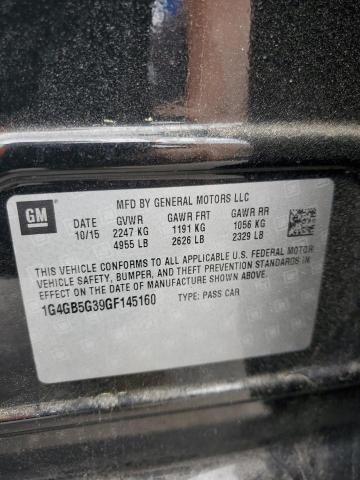 GM
MFD BY GENERAL MOTORS LLC
DATE GVWR GAWR FRT GAWR RR
10/15 2247 KG 1191 KG 1056 KG
4955 LB 2626 LB 2329 LB
THIS VEHICLE CONFORMS TO ALL APPLICABLE U.S. FEDERAL MOTOR
VEHICLE SAFETY, BUMPER, AND THEFT PREVENTION STANDARDS IN
EFFECT ON THE DATE OF MANUFACTURE SHOWN ABOVE.
1G4GB5G39GF145160 TYPE: PASS CAR